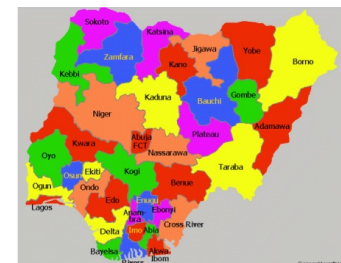 Sokoto
Katsina
Zamfara
Jigawa
Yobe
Borno
Kano
Kebbi
Kaduna
Bauchi
Gombe
Niger
Adamawa
Plateau
Abuja
FCT
Kwara
Nassarawa
Taraba
Oyo
Kogi
Benue
Osun
Ekiti
Ogun
Ondo
Edo
Enugu
Lagos
Anam-
bra
Ebonyi
Cross River
Delta
Imo
Abia
Bayelsa
Rivers
Akwa
Ibom